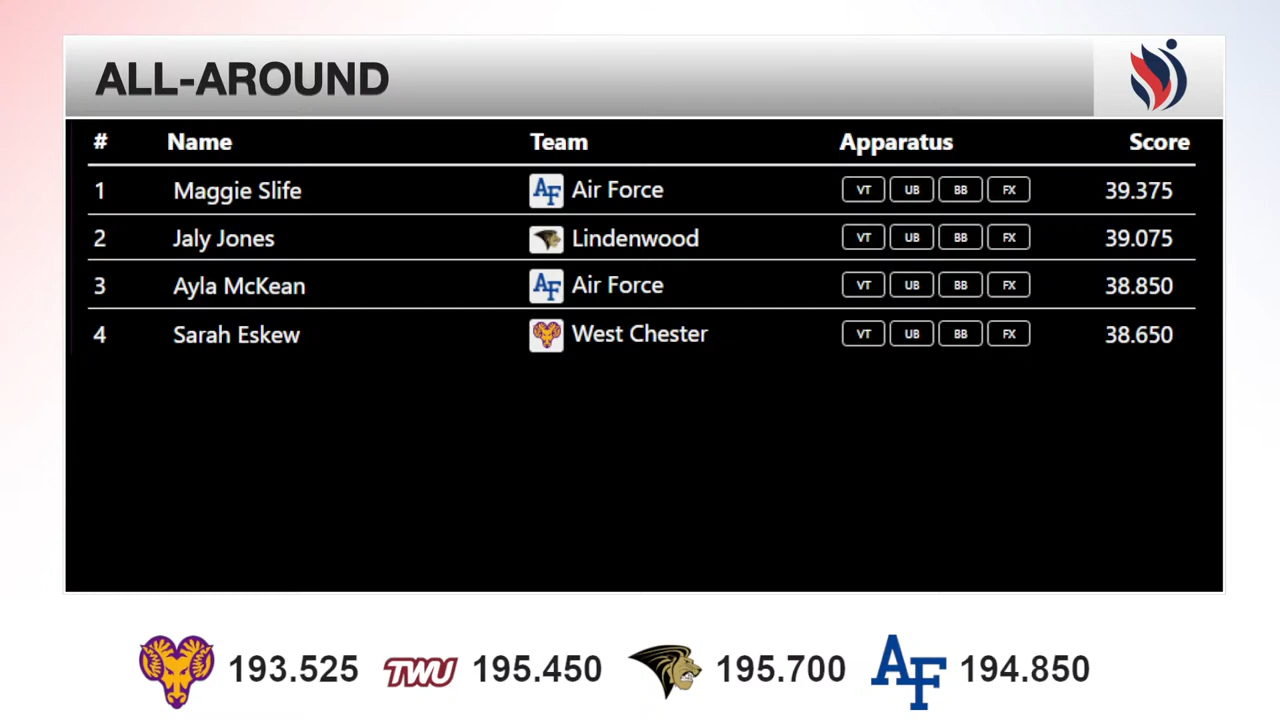 ALL-AROUND
# Name Team Apparatus Score
1 Maggie Slife AF Air Force VT UB BB FX 39.375
2 Jaly Jones Lindenwood VT UB BB FX 39.075
3 Ayla McKean AF Air Force VT UB BB FX 38.850
4 Sarah Eskew West Chester VT UB BB FX 38.650
193.525 TWU 195.450 195.700 AF 194.850